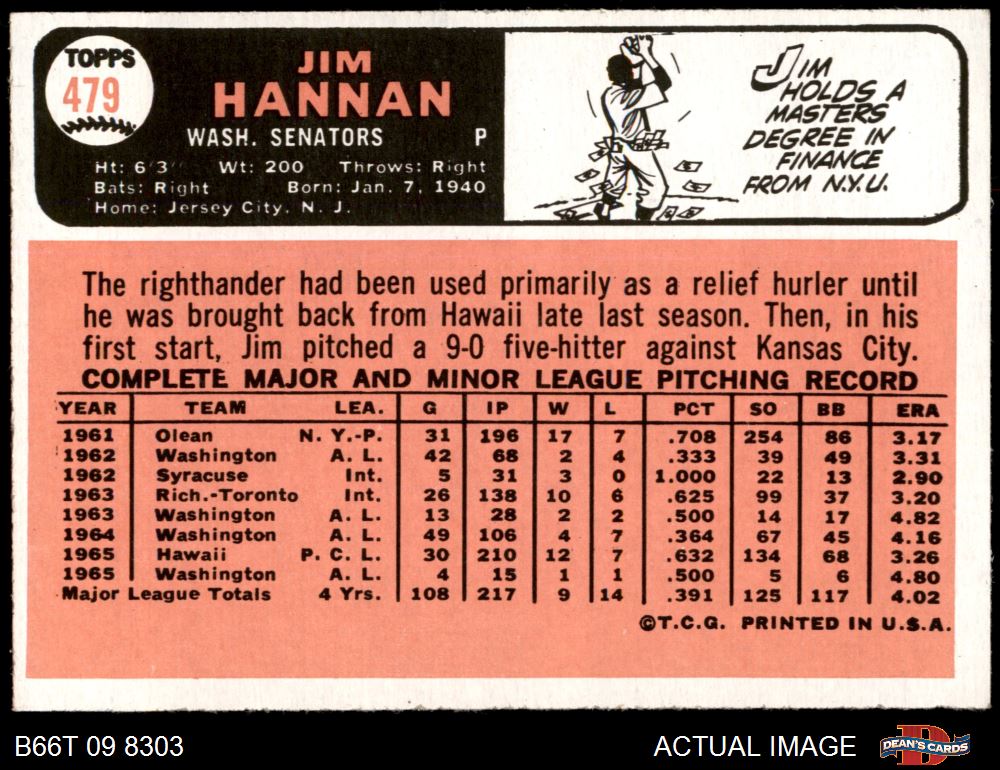 TOPPS
479
JIM
HANNAN
WASH. SENATORS P
Ht: 6'3" Wt: 200 Throws: Right
Bats: Right Born: Jan. 7, 1940
Home: Jersey City, N. J.
JIM
HOLDS A
MASTERS
DEGREE IN
FINANCE
FROM N.Y.U.
The righthander had been used primarily as a relief hurler until
he was brought back from Hawaii late last season. Then, in his
first start, Jim pitched a 9-0 five-hitter against Kansas City.
COMPLETE MAJOR AND MINOR LEAGUE PITCHING RECORD
YEAR TEAM LEA. G IP W L PCT SO BB ERA
1961 Olean N. Y.-P. 31 196 17 7 .708 254 86 3.17
1962 Washington A. L. 42 68 2 4 .333 39 49 3.31
1962 Syracuse Int. 5 31 3 0 1.000 22 13 2.90
1963 Rich.-Toronto Int. 26 138 10 6 .625 99 37 3.20
1963 Washington A. L. 13 28 2 2 .500 14 17 4.82
1964 Washington A. L. 49 106 4 7 .364 67 45 4.16
1965 Hawaii P. C. L. 30 210 12 7 .632 134 68 3.26
1965 Washington A. L. 4 15 1 1 .500 5 6 4.80
Major League Totals 4 Yrs. 108 217 9 14 .391 125 117 4.02
©T.C.G. PRINTED IN U.S.A.
B66T 09 8303 ACTUAL IMAGE DEAN'S CARDS